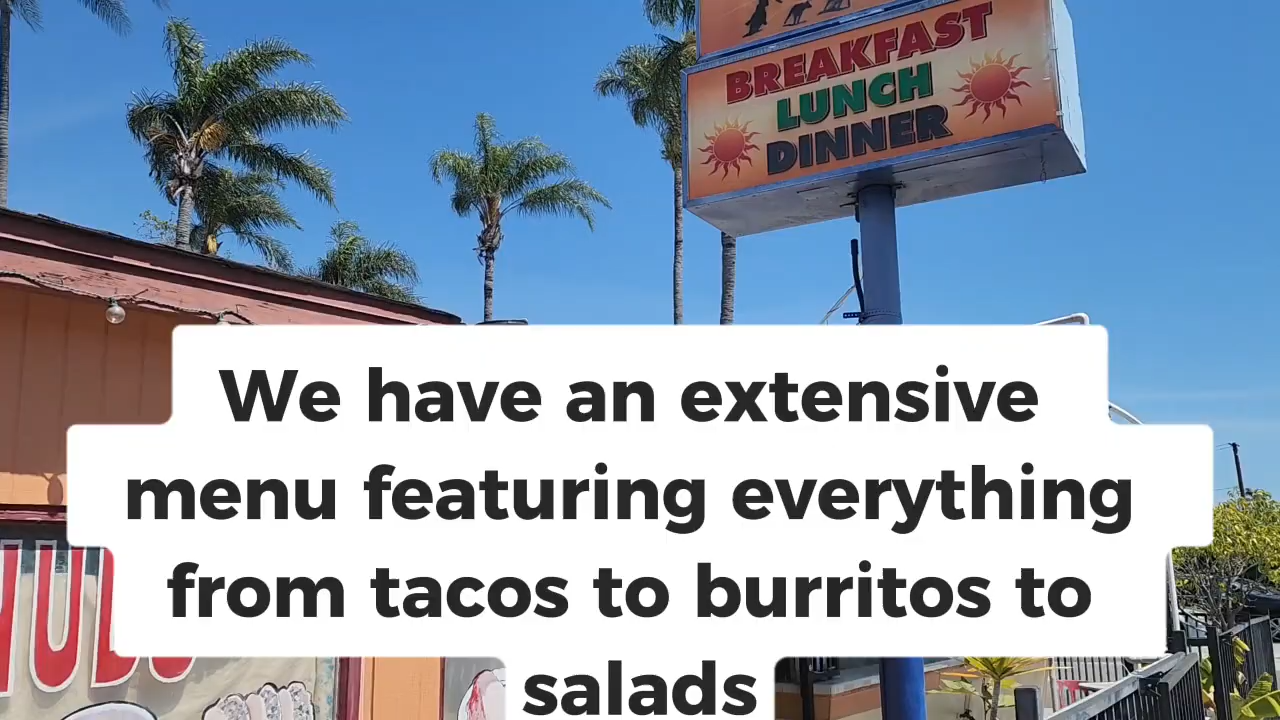 BREAKFAST
LUNCH
DINNER
We have an extensive
menu featuring everything
from tacos to burritos to
salads